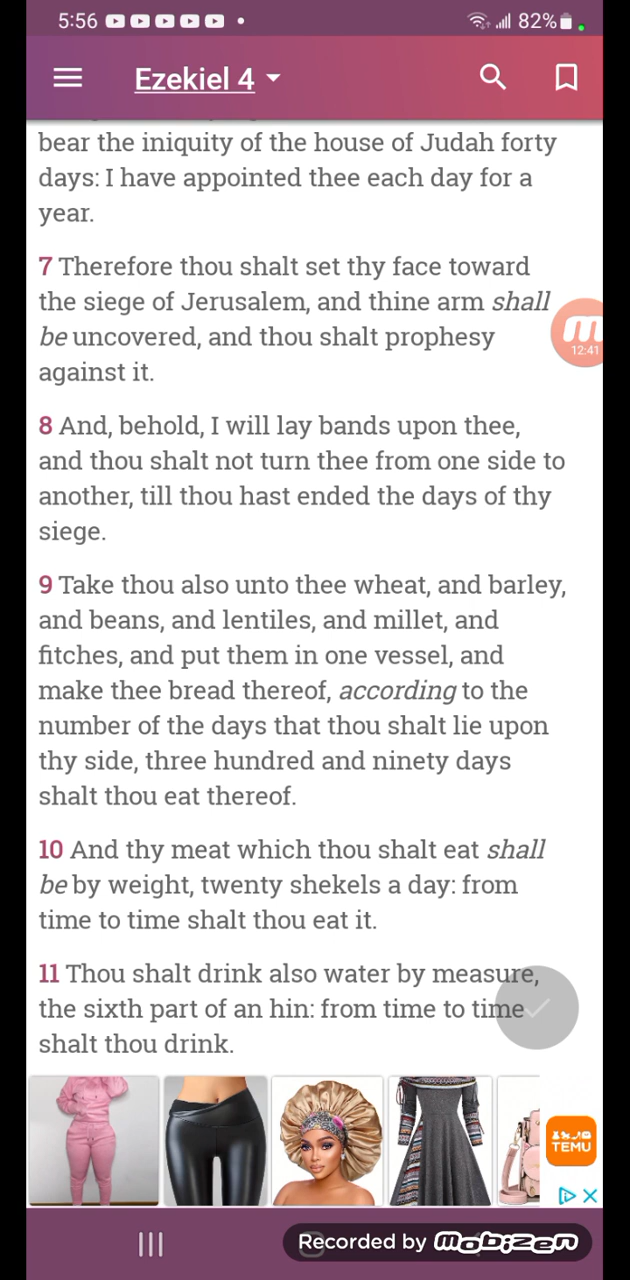 5:56
82%
Ezekiel 4
bear the iniquity of the house of Judah forty
days: I have appointed thee each day for a
year.
7 Therefore thou shalt set thy face toward
the siege of Jerusalem, and thine arm shall
be uncovered, and thou shalt prophesy
against it.
m
12:41
8 And, behold, I will lay bands upon thee,
and thou shalt not turn thee from one side to
another, till thou hast ended the days of thy
siege.
9 Take thou also unto thee wheat, and barley,
and beans, and lentiles, and millet, and
fitches, and put them in one vessel, and
make thee bread thereof, according to the
number of the days that thou shalt lie upon
thy side, three hundred and ninety days
shalt thou eat thereof.
10 And thy meat which thou shalt eat shall
be by weight, twenty shekels a day: from
time to time shalt thou eat it.
11 Thou shalt drink also water by measure,
the sixth part of an hin: from time to time
shalt thou drink.
TEMU
Recorded by mobizen